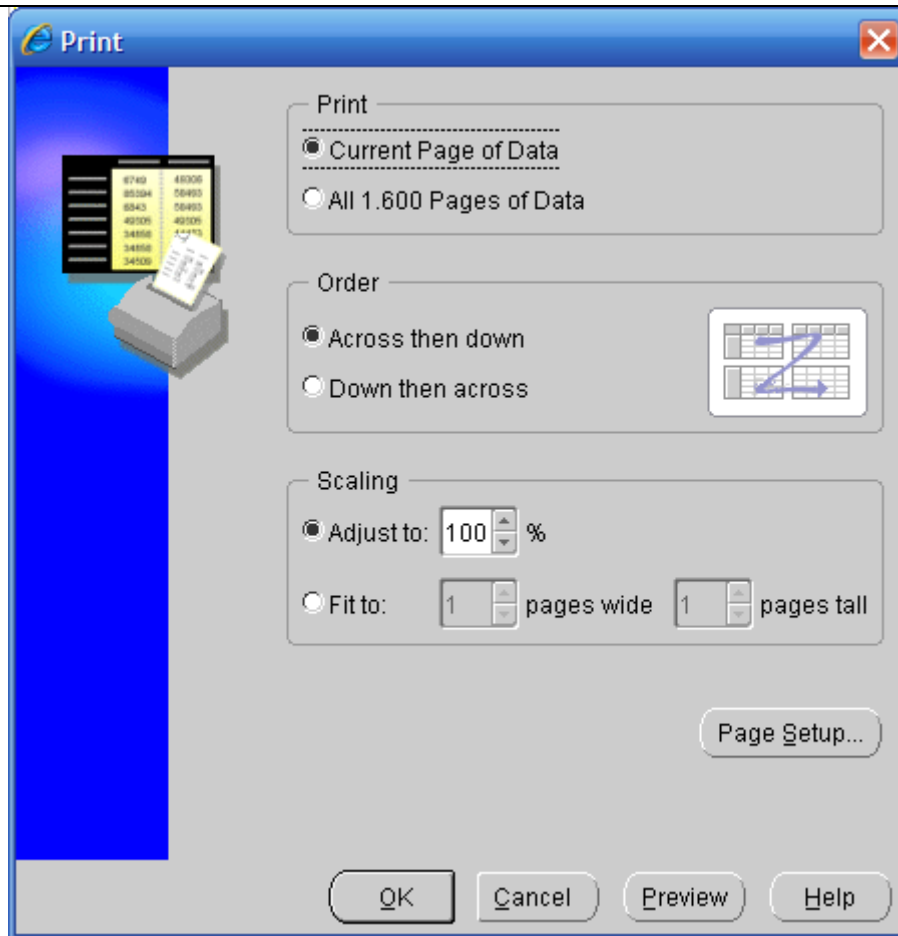 Print
Print
Current Page of Data
All 1.600 Pages of Data
Order
Across then down
Down then across
Scaling
Adjust to: 100 %
Fit to: 1 pages wide 1 pages tall
Page Setup...
OK Cancel Preview Help